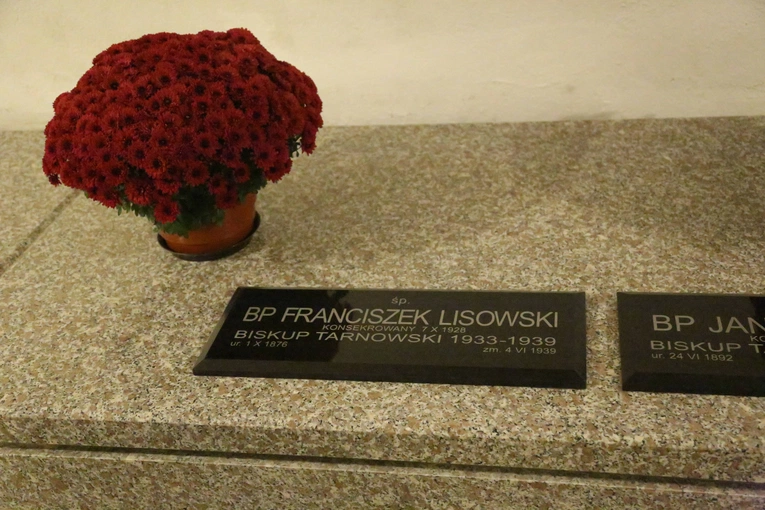 śp.
BP FRANCISZEK LISOWSKI
KONSEKROWANY 7 X 1928
BISKUP TARNOWSKI 1933-1939
ur. 1 X 1876 zm. 4 VI 1939
BP JAN
BISKUP
ur. 24 VI 1892